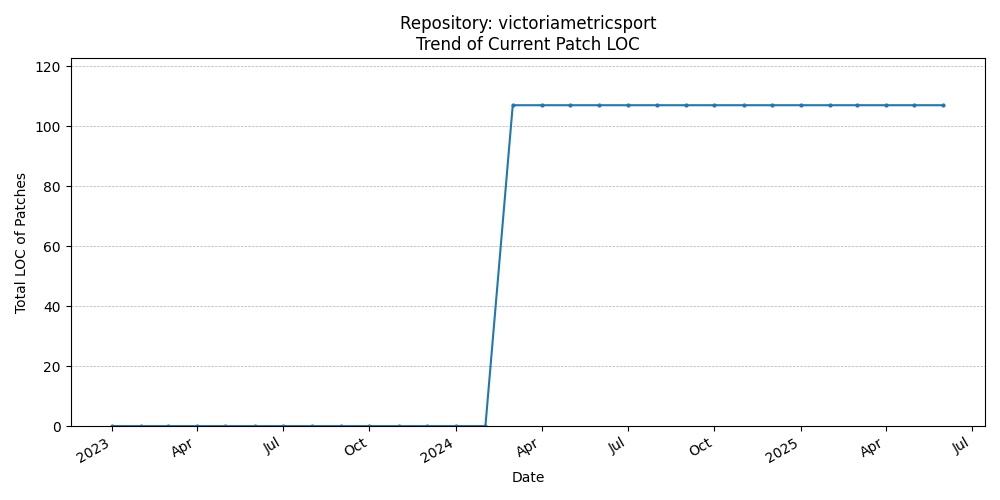 Repository: victoriametricsport
Trend of Current Patch LOC
Total LOC of Patches
120
100
80
60
40
20
0
2023
Apr
Jul
Oct
2024
Apr
Jul
Oct
2025
Apr
Jul
Date